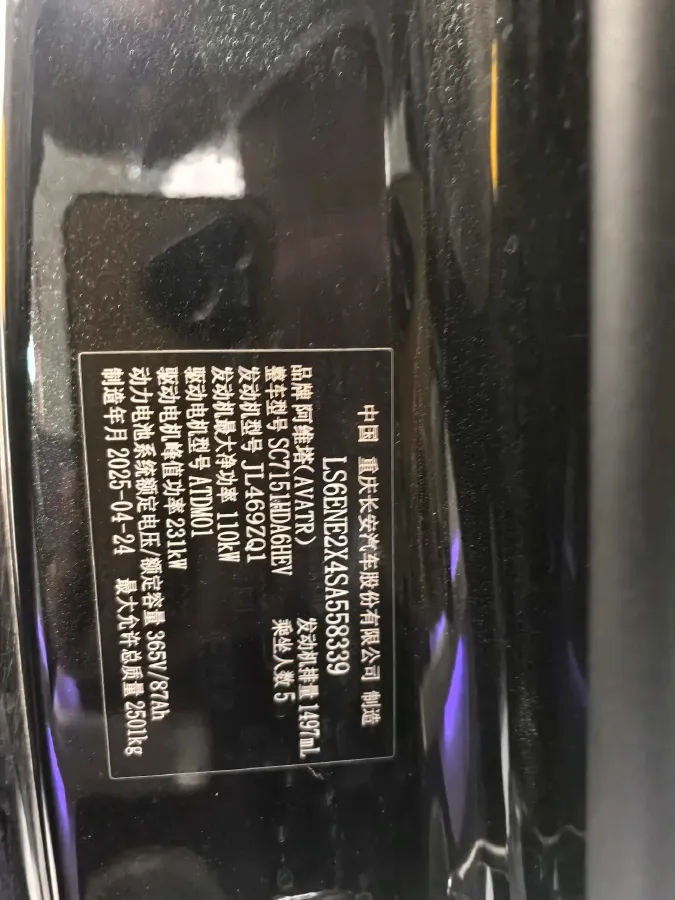 中国 重庆长安汽车股份有限公司 制造
LS6ENE2X4SA558339
品牌 阿维塔(AVATR) 发动机排量 1497mL
整车型号 SC7151HDA6HEV 乘坐人数 5
发动机型号 JL469ZQ1
发动机最大净功率 110kW
驱动电机型号 ATDM01
驱动电机峰值功率 231kW
动力电池系统额定电压/额定容量 365V/87Ah
制造年月 2025-04-24 最大允许总质量 2501kg